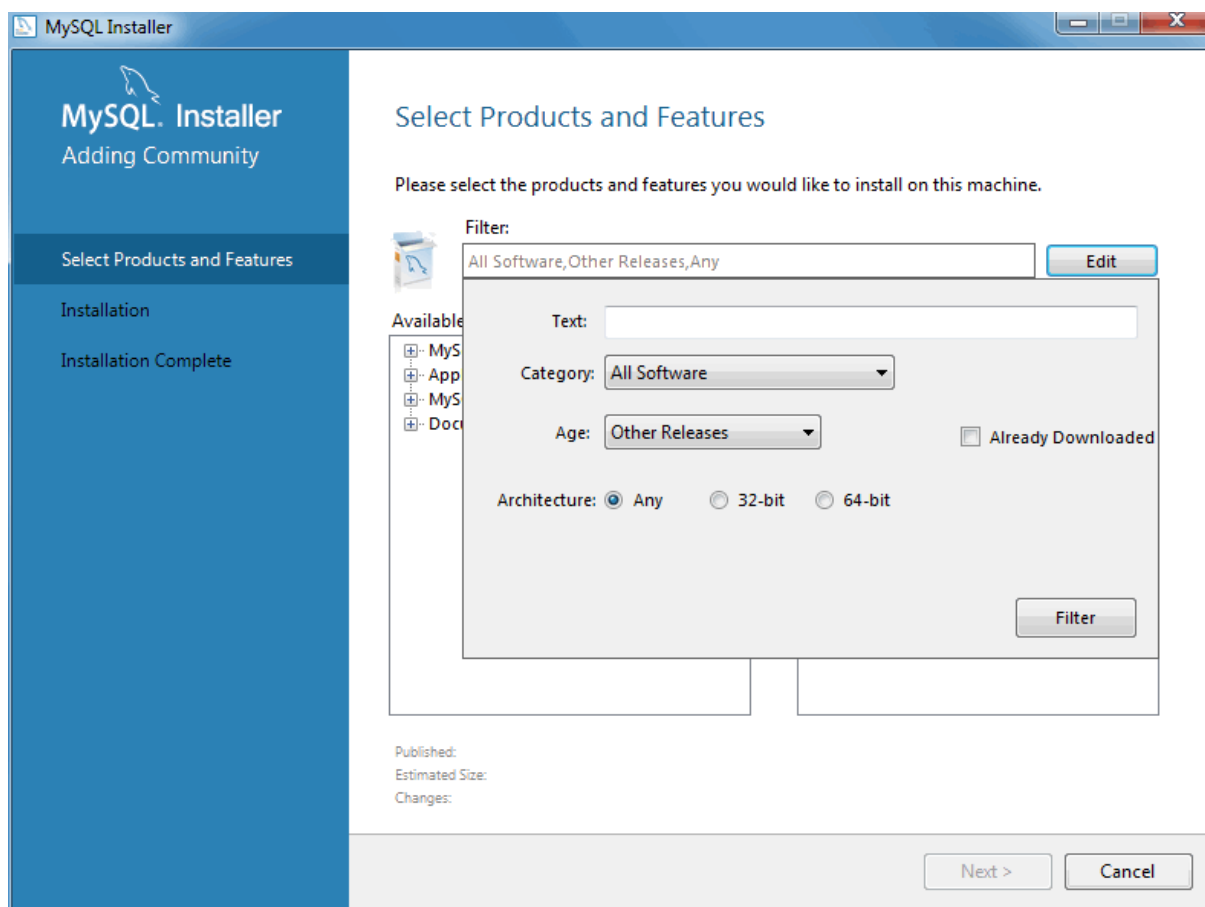 MySQL Installer
MySQL. Installer
Adding Community
Select Products and Features
Installation
Installation Complete
Select Products and Features
Please select the products and features you would like to install on this machine.
Filter:
All Software,Other Releases,Any
Edit
Available
MyS
App
MyS
Doc
Text:
Category: All Software
Age: Other Releases
Already Downloaded
Architecture: Any 32-bit 64-bit
Filter
Published:
Estimated Size:
Changes:
Next >
Cancel